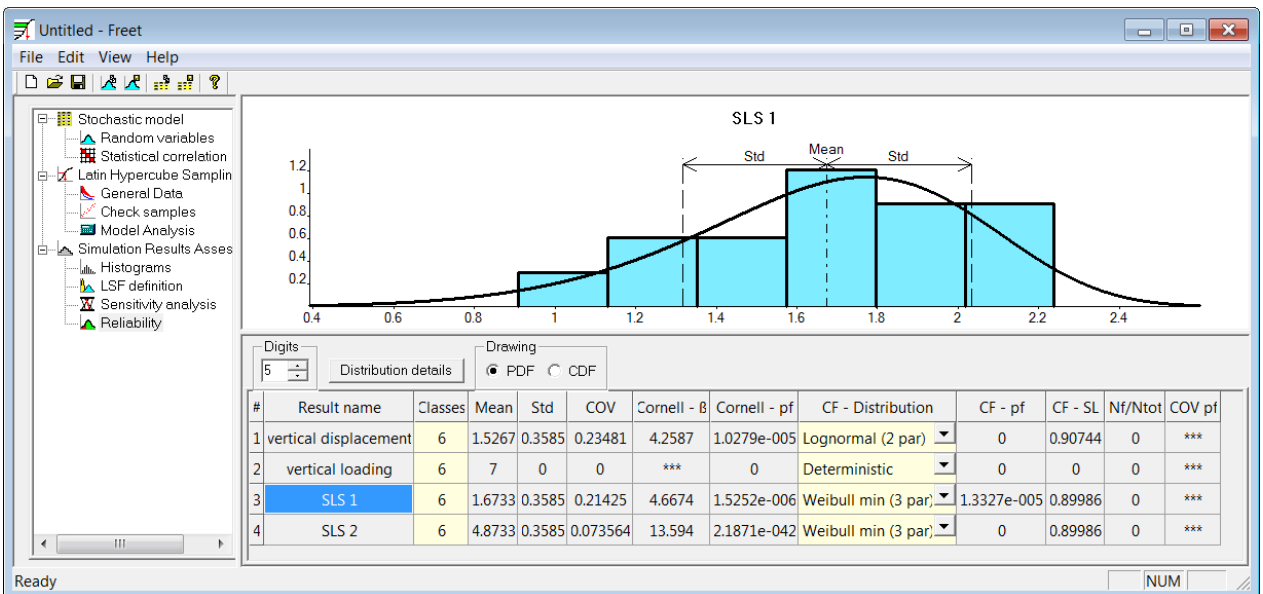 Untitled - Freet
File Edit View Help
Stochastic model
Random variables
Statistical correlation
Latin Hypercube Samplin
General Data
Check samples
Model Analysis
Simulation Results Asses
Histograms
LSF definition
Sensitivity analysis
Reliability
SLS 1
Std Mean Std
1.2
1
0.8
0.6
0.4
0.2
0.4 0.6 0.8 1 1.2 1.4 1.6 1.8 2 2.2 2.4
Digits
5
Distribution details
Drawing
PDF CDF
# Result name Classes Mean Std COV Cornell - ß Cornell - pf CF - Distribution CF - pf CF - SL Nf/Ntot COV pf
1 vertical displacement 6 1.5267 0.3585 0.23481 4.2587 1.0279e-005 Lognormal (2 par) 0 0.90744 0 ***
2 vertical loading 6 7 0 0 *** 0 Deterministic 0 0 0 ***
3 SLS 1 6 1.6733 0.3585 0.21425 4.6674 1.5252e-006 Weibull min (3 par) 1.3327e-005 0.89986 0 ***
4 SLS 2 6 4.8733 0.3585 0.073564 13.594 2.1871e-042 Weibull min (3 par) 0 0.89986 0 ***
Ready
NUM